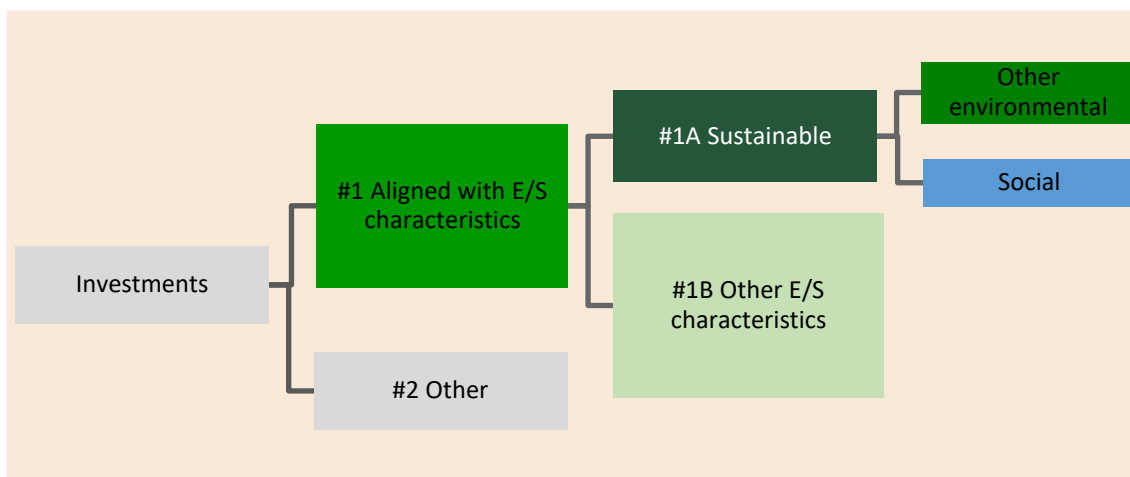 Investments
#1 Aligned with E/S
characteristics
#2 Other
#1A Sustainable
#1B Other E/S
characteristics
Other
environmental
Social